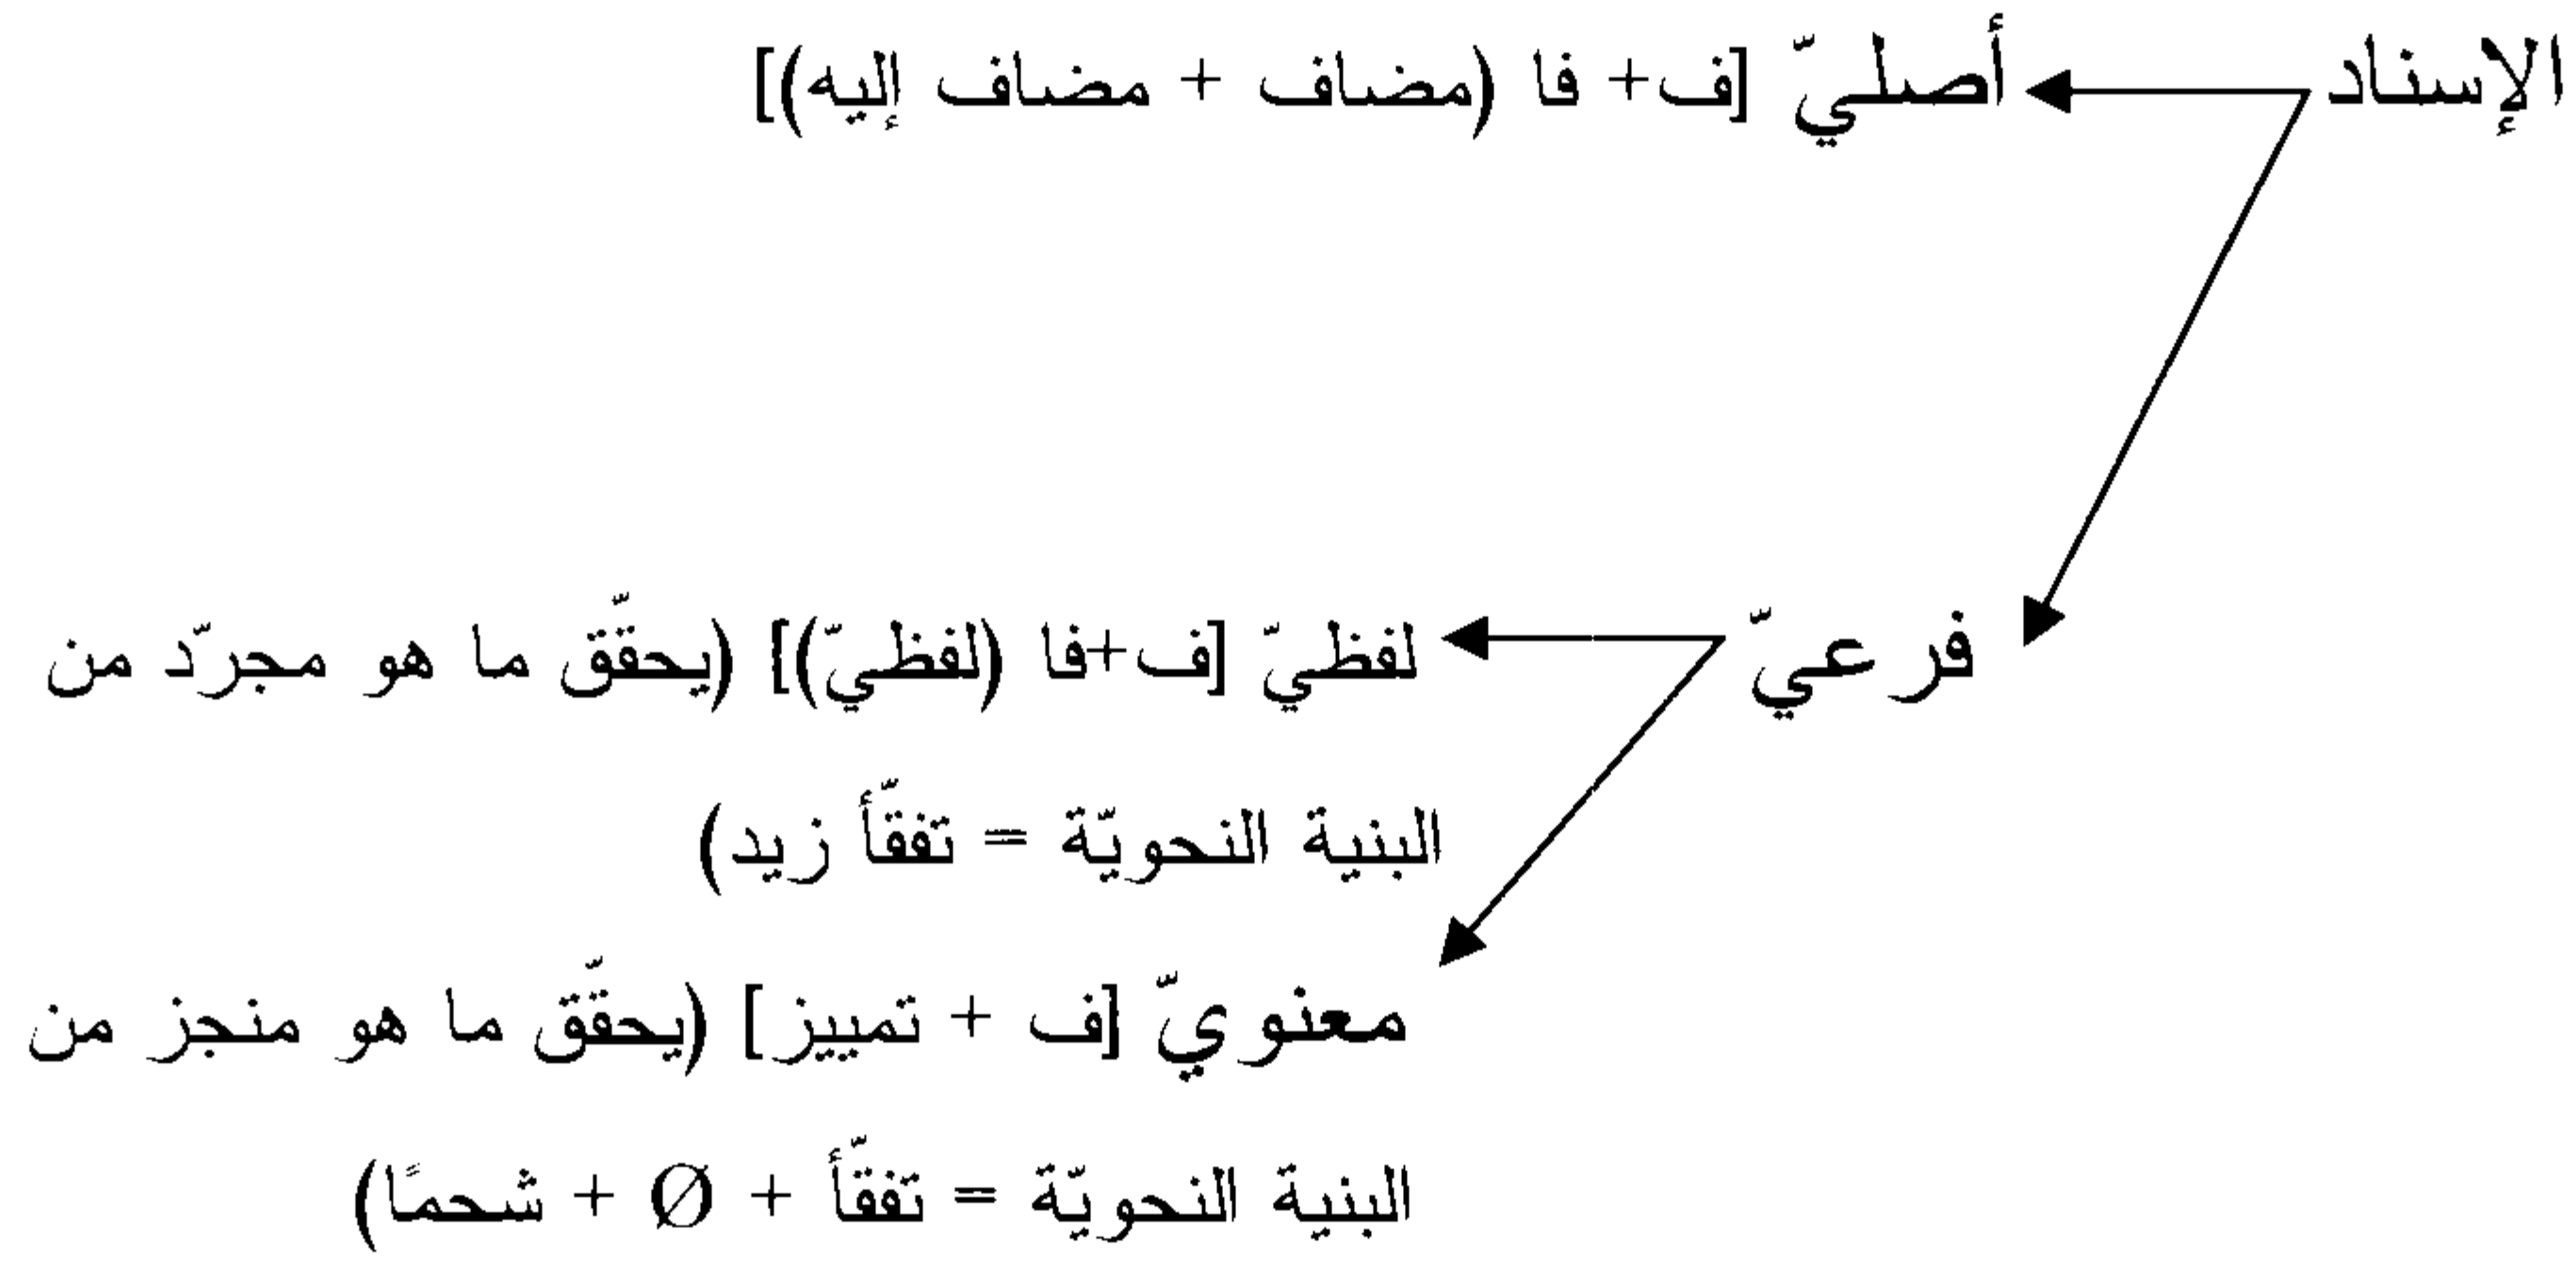 الإسناد أصليّ [ف+ فا (مضاف + مضاف إليه)]
فرعيّ لفظيّ [ف+فا (لفظيّ)] (يحقّق ما هو مجرّد من
البنية النحويّة = تفقّأ زيد)
معنويّ [ف + تمييز] (يحقّق ما هو منجز من
البنية النحويّة = تفقّأ + Ø + شحمًا)